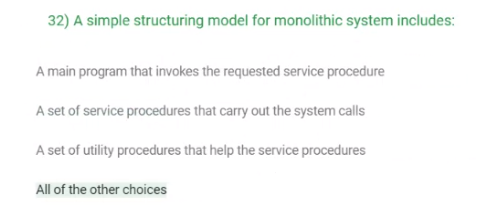 32) A simple structuring model for monolithic system includes:
A main program that invokes the requested service procedure
A set of service procedures that carry out the system calls
A set of utility procedures that help the service procedures
All of the other choices